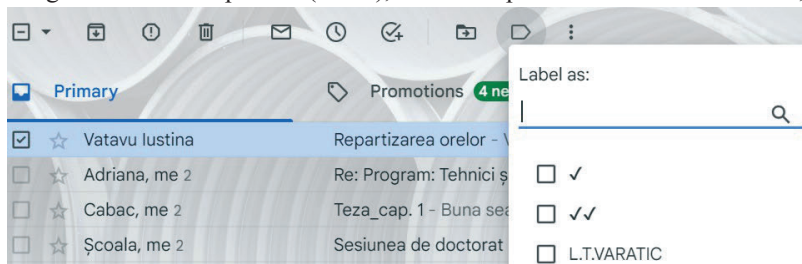 Label as:
Primary
Promotions 4 ne
Vatavu Iustina Repartizarea orelor -
Adriana, me 2 Re: Program: Tehnici ș
✓
Cabac, me 2 Teza_cap. 1 - Buna sea
✓✓
Școala, me 2 Sesiunea de doctorat
L.T.VARATIC